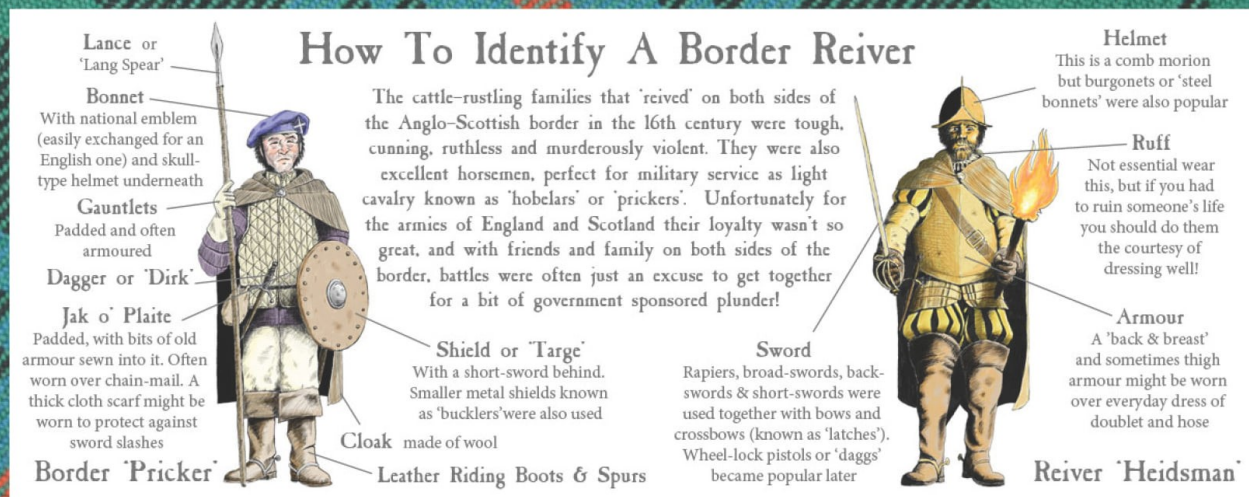 How To Identify A Border Reiver
The cattle-rustling families that 'reived' on both sides of
the Anglo-Scottish border in the 16th century were tough,
cunning, ruthless and murderously violent. They were also
excellent horsemen, perfect for military service as light
cavalry known as 'hobelars' or 'prickers'. Unfortunately for
the armies of England and Scotland their loyalty wasn't so
great, and with friends and family on both sides of the
border, battles were often just an excuse to get together
for a bit of government sponsored plunder!
Lance or
'Lang Spear'
Bonnet
With national emblem
(easily exchanged for an
English one) and skull-
type helmet underneath
Gauntlets
Padded and often
armoured
Dagger or 'Dirk'
Jak o' Plaite
Padded, with bits of old
armour sewn into it. Often
worn over chain-mail. A
thick cloth scarf might be
worn to protect against
sword slashes
Border 'Pricker'
Shield or 'Targe'
With a short-sword behind.
Smaller metal shields known
as 'bucklers'were also used
Cloak made of wool
Leather Riding Boots & Spurs
Sword
Rapiers, broad-swords, back-
swords & short-swords were
used together with bows and
crossbows (known as 'latches').
Wheel-lock pistols or 'daggs'
became popular later
Helmet
This is a comb morion
but burgonets or 'steel
bonnets' were also popular
Ruff
Not essential wear
this, but if you had
to ruin someone's life
you should do them
the courtesy of
dressing well!
Armour
A 'back & breast'
and sometimes thigh
armour might be worn
over everyday dress of
doublet and hose
Reiver 'Heidsman'